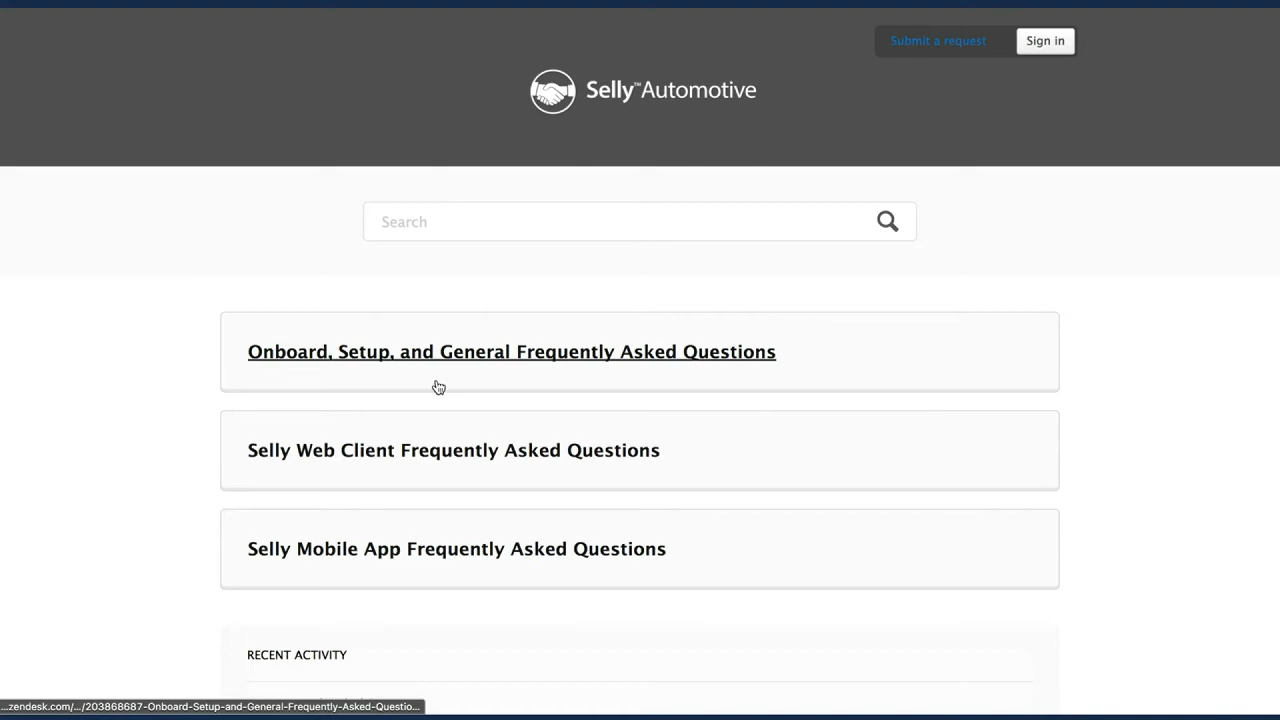 Submit a request
Sign in
Selly™Automotive
Search
Onboard, Setup, and General Frequently Asked Questions
Selly Web Client Frequently Asked Questions
Selly Mobile App Frequently Asked Questions
RECENT ACTIVITY
...zendesk.com/.../203868687-Onboard-Setup-and-General-Frequently-Asked-Questio...